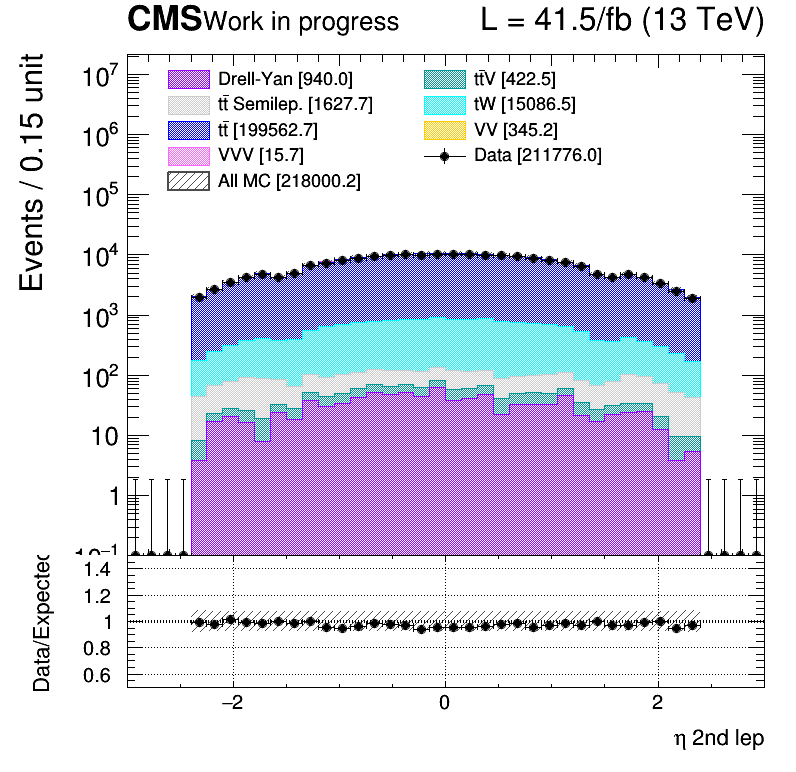 CMS Work in progress L = 41.5/fb (13 TeV)
Events / 0.15 unit
10⁷
10⁶
10⁵
10⁴
10³
10²
10
1
10⁻¹
Drell-Yan [940.0]
tt̄ Semilep. [1627.7]
tt̄ [199562.7]
VVV [15.7]
All MC [218000.2]
tt̄V [422.5]
tW [15086.5]
VV [345.2]
Data [211776.0]
Data/Expected
1.4
1.2
1
0.8
0.6
−2 0 2
η 2nd lep